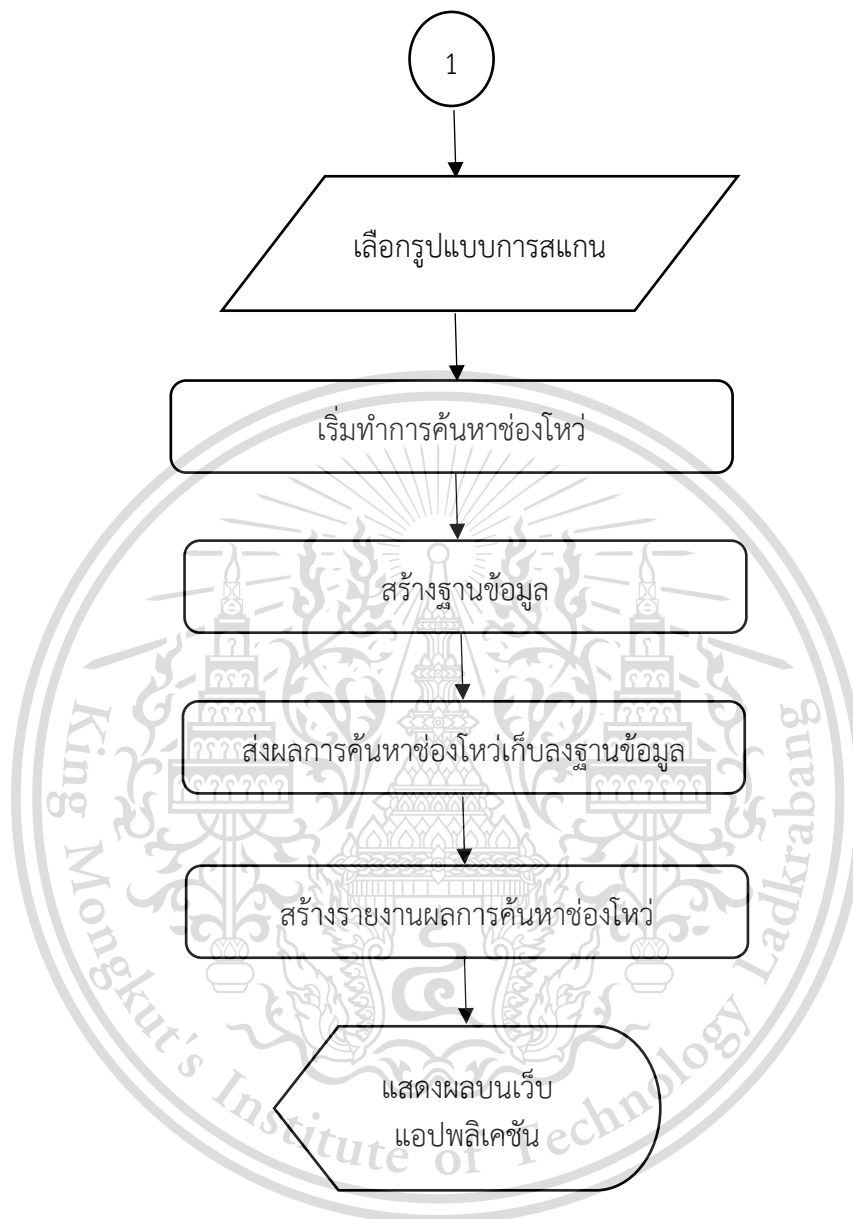 1
เลือกรูปแบบการสแกน
เริ่มทำการค้นหาช่องโหว่
สร้างฐานข้อมูล
ส่งผลการค้นหาช่องโหว่เก็บลงฐานข้อมูล
สร้างรายงานผลการค้นหาช่องโหว่
แสดงผลบนเว็บ
แอปพลิเคชัน
King Mongkut's Institute of Technology Ladkrabang